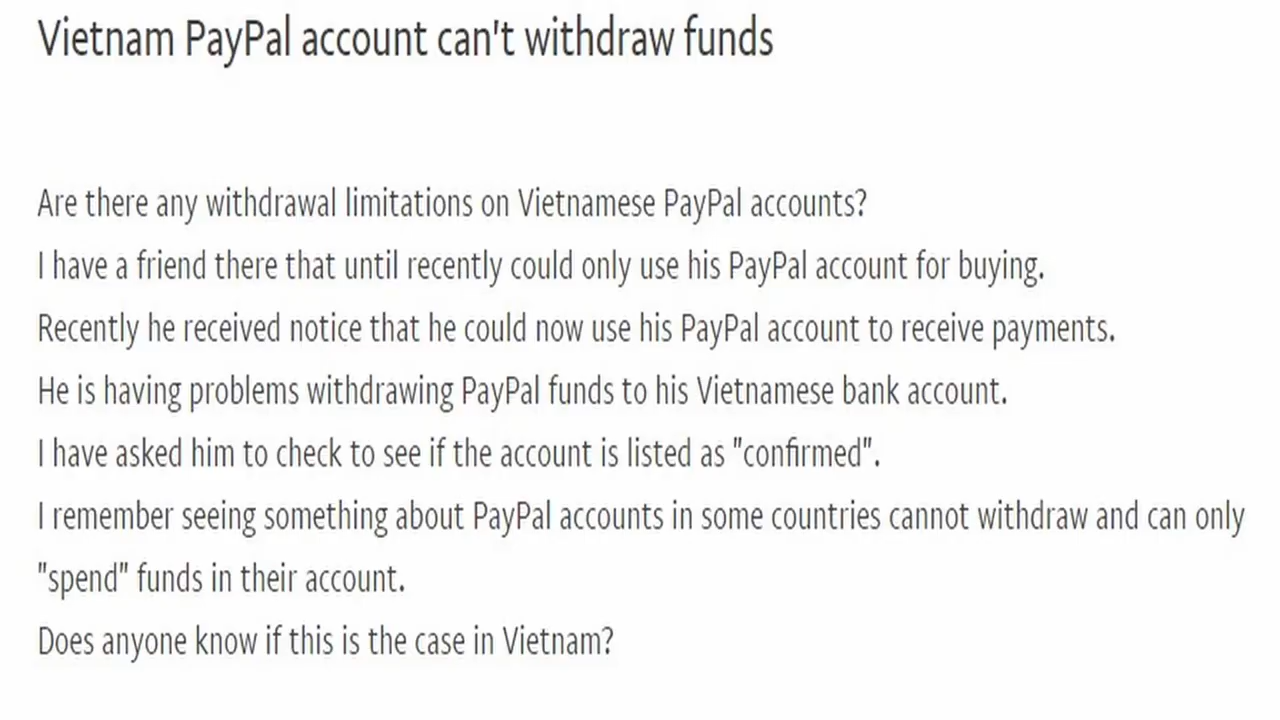 Vietnam PayPal account can't withdraw funds
Are there any withdrawal limitations on Vietnamese PayPal accounts?
I have a friend there that until recently could only use his PayPal account for buying.
Recently he received notice that he could now use his PayPal account to receive payments.
He is having problems withdrawing PayPal funds to his Vietnamese bank account.
I have asked him to check to see if the account is listed as "confirmed".
I remember seeing something about PayPal accounts in some countries cannot withdraw and can only
"spend" funds in their account.
Does anyone know if this is the case in Vietnam?